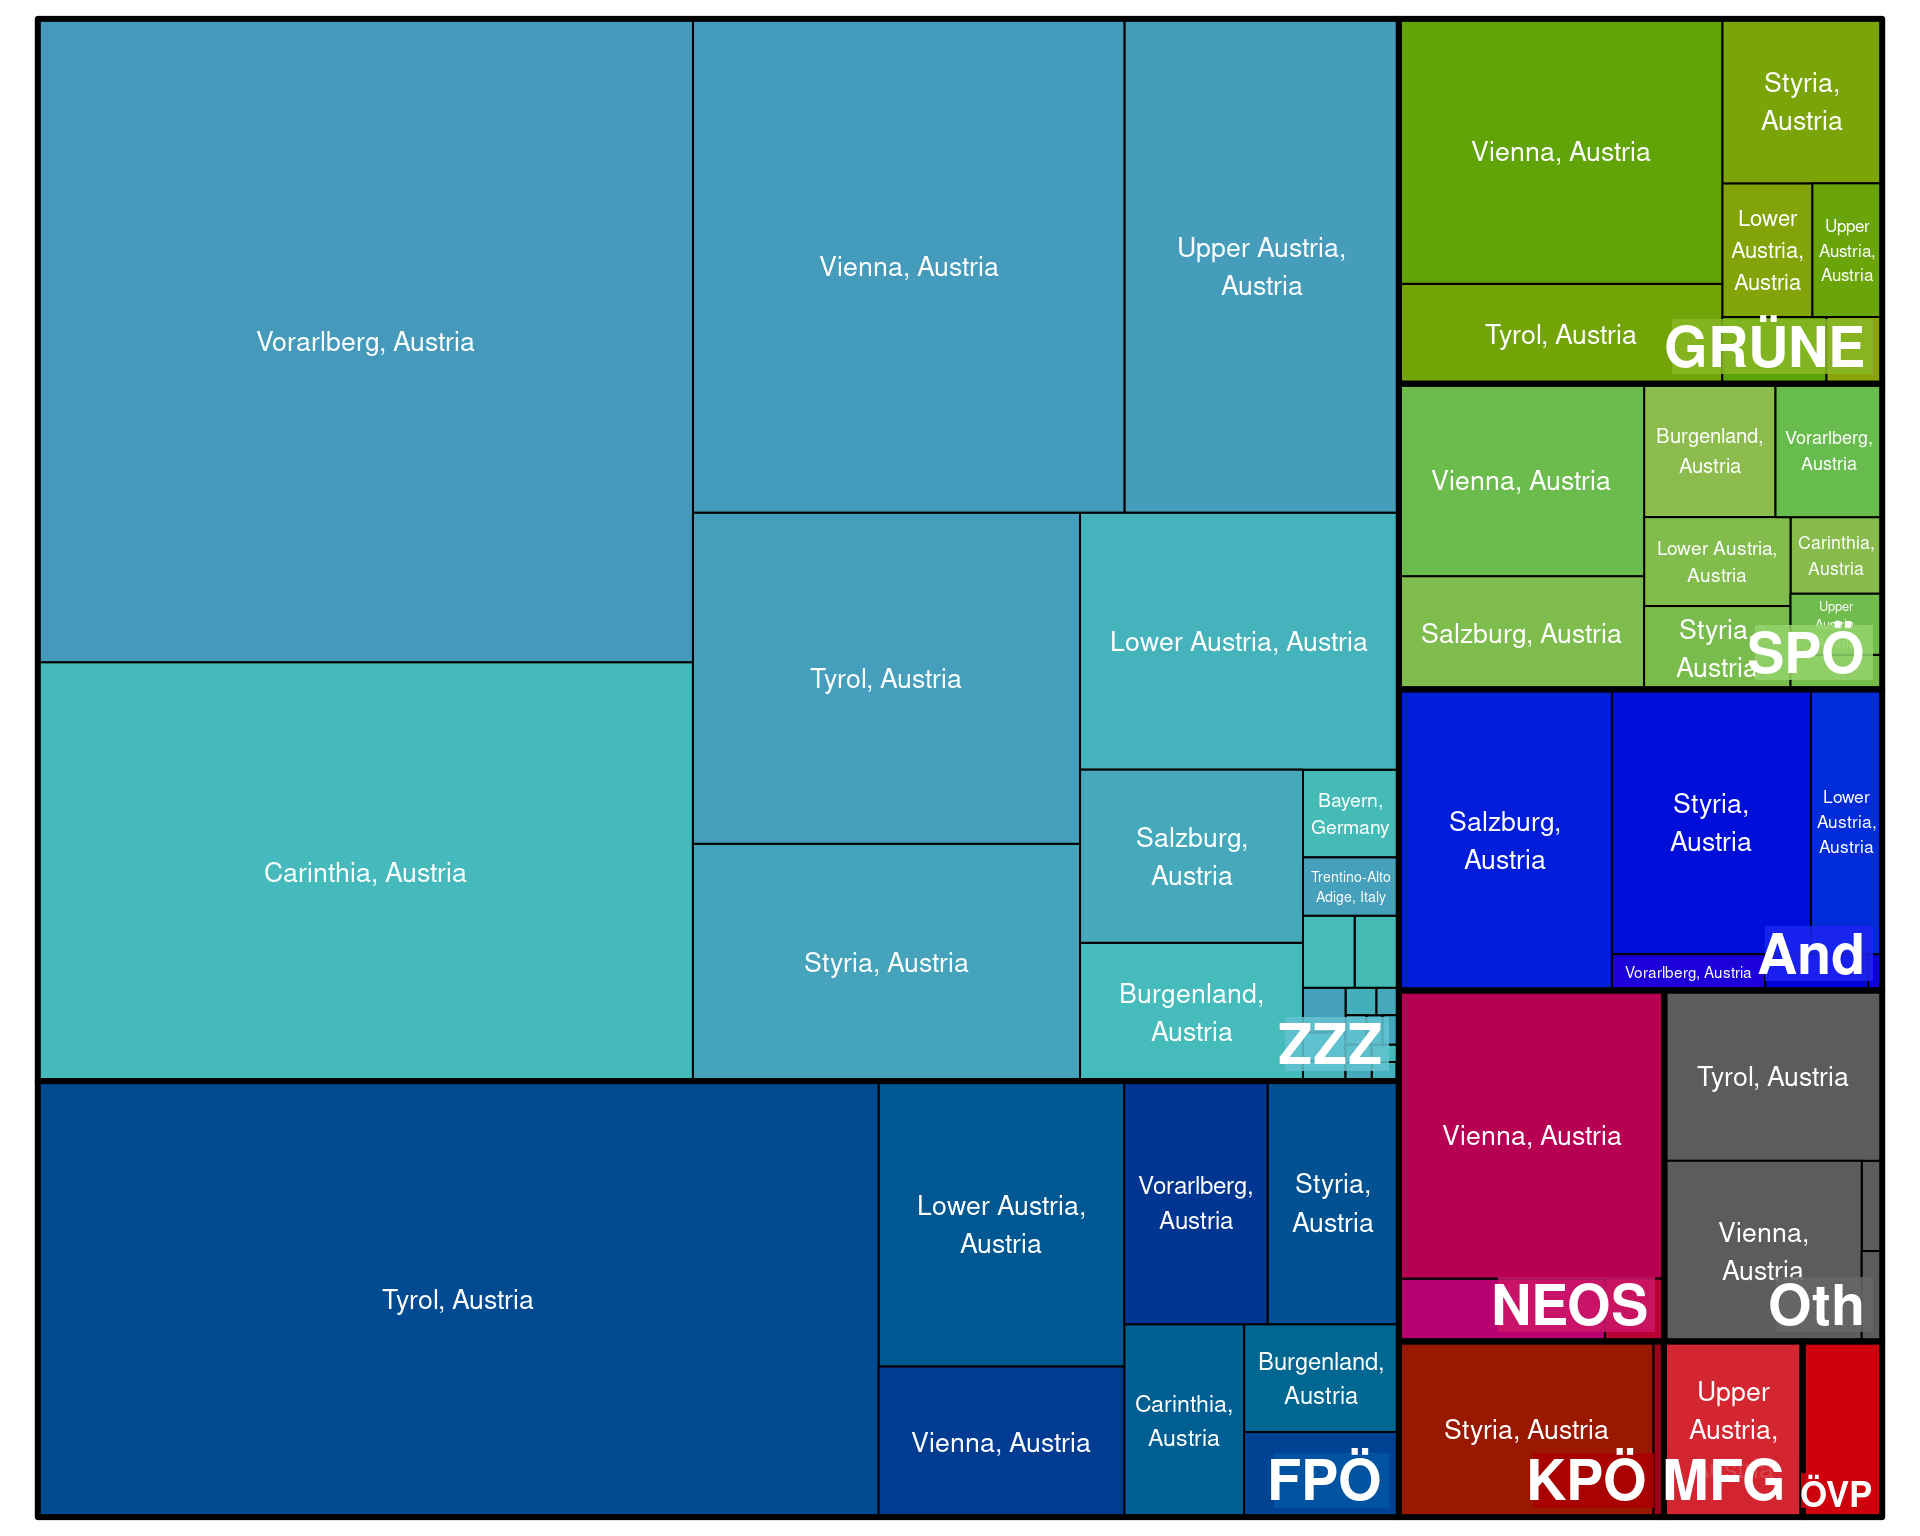 Vorarlberg, Austria
Carinthia, Austria
Vienna, Austria
Upper Austria,
Austria
Tyrol, Austria
Styria, Austria
Lower Austria, Austria
Salzburg,
Austria
Burgenland,
Austria
Bayern,
Germany
Trentino-Alto
Adige, Italy
ZZZ
Tyrol, Austria
Lower Austria,
Austria
Vienna, Austria
Vorarlberg,
Austria
Styria,
Austria
Carinthia,
Austria
Burgenland,
Austria
FPÖ
Vienna, Austria
Tyrol, Austria
Styria,
Austria
Lower
Austria,
Austria
Upper
Austria,
Austria
GRÜNE
Vienna, Austria
Salzburg, Austria
Burgenland,
Austria
Vorarlberg,
Austria
Lower Austria,
Austria
Carinthia,
Austria
Styria,
Austria
Upper
Austria,
SPÖ
Salzburg,
Austria
Styria,
Austria
Lower
Austria,
Austria
Vorarlberg, Austria
And
Vienna, Austria
NEOS
Tyrol, Austria
Vienna,
Austria
Oth
Styria, Austria
KPÖ
Upper
Austria,
MFG
ÖVP